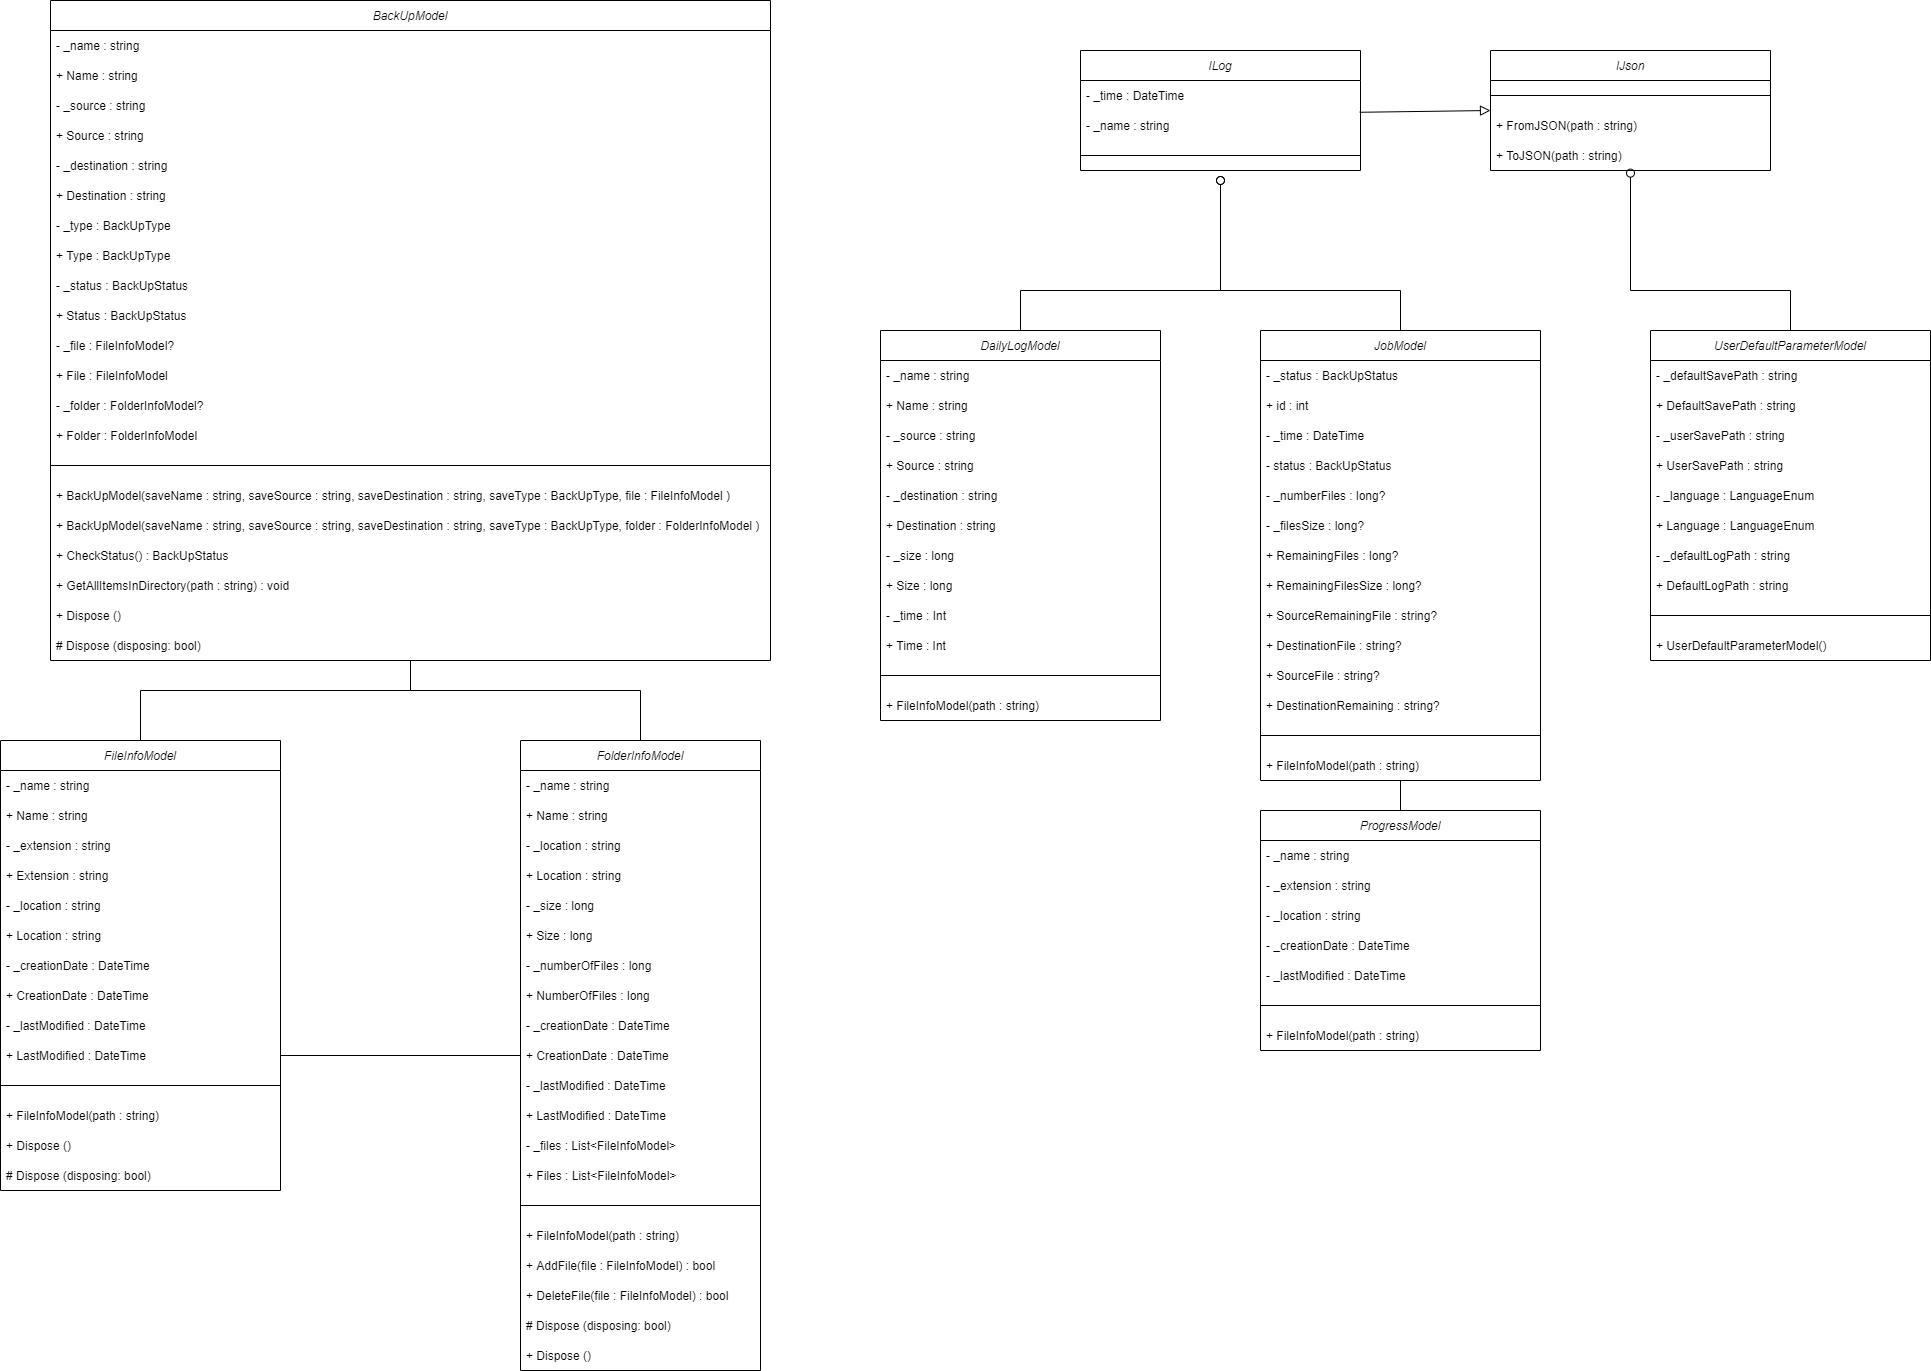 BackUpModel
- _name : string
+ Name : string
- _source : string
+ Source : string
- _destination : string
+ Destination : string
- _type : BackUpType
+ Type : BackUpType
- _status : BackUpStatus
+ Status : BackUpStatus
- _file : FileInfoModel?
+ File : FileInfoModel
- _folder : FolderInfoModel?
+ Folder : FolderInfoModel
+ BackUpModel(saveName : string, saveSource : string, saveDestination : string, saveType : BackUpType, file : FileInfoModel )
+ BackUpModel(saveName : string, saveSource : string, saveDestination : string, saveType : BackUpType, folder : FolderInfoModel )
+ CheckStatus() : BackUpStatus
+ GetAllItemsInDirectory(path : string) : void
+ Dispose ()
# Dispose (disposing: bool)
FileInfoModel
- _name : string
+ Name : string
- _extension : string
+ Extension : string
- _location : string
+ Location : string
- _creationDate : DateTime
+ CreationDate : DateTime
- _lastModified : DateTime
+ LastModified : DateTime
+ FileInfoModel(path : string)
+ Dispose ()
# Dispose (disposing: bool)
FolderInfoModel
- _name : string
+ Name : string
- _location : string
+ Location : string
- _size : long
+ Size : long
- _numberOfFiles : long
+ NumberOfFiles : long
- _creationDate : DateTime
+ CreationDate : DateTime
- _lastModified : DateTime
+ LastModified : DateTime
- _files : List<FileInfoModel>
+ Files : List<FileInfoModel>
+ FileInfoModel(path : string)
+ AddFile(file : FileInfoModel) : bool
+ DeleteFile(file : FileInfoModel) : bool
# Dispose (disposing: bool)
+ Dispose ()
ILog
- _time : DateTime
- _name : string
IJson
+ FromJSON(path : string)
+ ToJSON(path : string)
DailyLogModel
- _name : string
+ Name : string
- _source : string
+ Source : string
- _destination : string
+ Destination : string
- _size : long
+ Size : long
- _time : Int
+ Time : Int
+ FileInfoModel(path : string)
JobModel
- _status : BackUpStatus
+ id : int
- _time : DateTime
- status : BackUpStatus
- _numberFiles : long?
- _filesSize : long?
+ RemainingFiles : long?
+ RemainingFilesSize : long?
+ SourceRemainingFile : string?
+ DestinationFile : string?
+ SourceFile : string?
+ DestinationRemaining : string?
+ FileInfoModel(path : string)
ProgressModel
- _name : string
- _extension : string
- _location : string
- _creationDate : DateTime
- _lastModified : DateTime
+ FileInfoModel(path : string)
UserDefaultParameterModel
- _defaultSavePath : string
+ DefaultSavePath : string
- _userSavePath : string
+ UserSavePath : string
- _language : LanguageEnum
+ Language : LanguageEnum
- _defaultLogPath : string
+ DefaultLogPath : string
+ UserDefaultParameterModel()